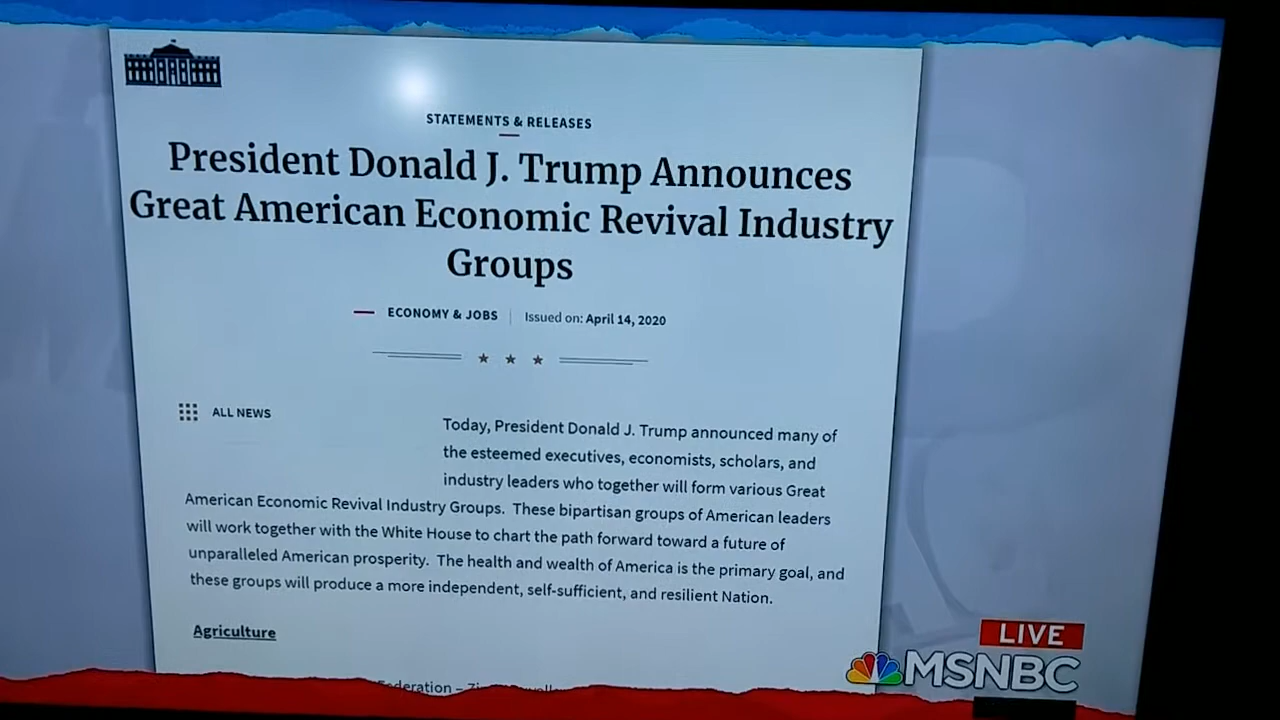 STATEMENTS & RELEASES
President Donald J. Trump Announces
Great American Economic Revival Industry
Groups
ECONOMY & JOBS | Issued on: April 14, 2020
ALL NEWS
Today, President Donald J. Trump announced many of
the esteemed executives, economists, scholars, and
industry leaders who together will form various Great
American Economic Revival Industry Groups. These bipartisan groups of American leaders
will work together with the White House to chart the path forward toward a future of
unparalleled American prosperity. The health and wealth of America is the primary goal, and
these groups will produce a more independent, self-sufficient, and resilient Nation.
Agriculture
LIVE
MSNBC